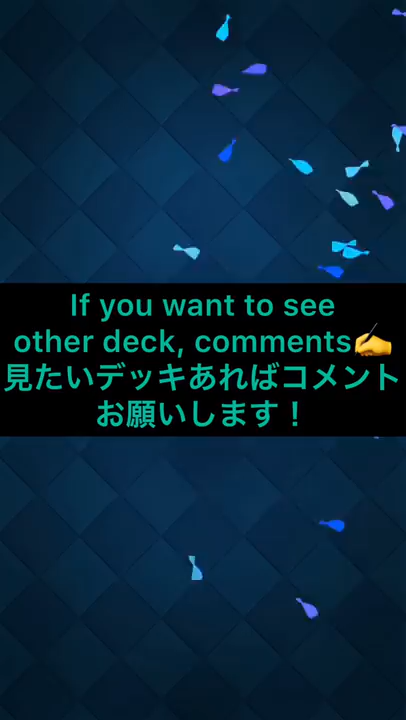 If you want to see
other deck, comments✍️
見たいデッキあればコメント
お願いします！